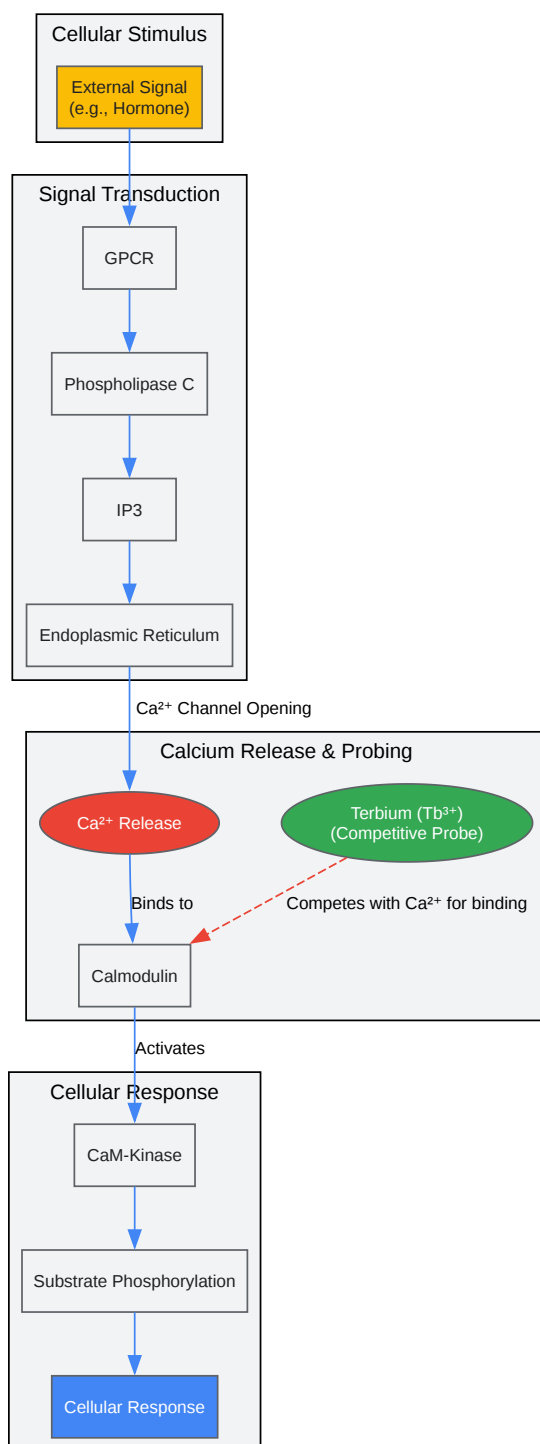 Cellular Stimulus
External Signal
(e.g., Hormone)
Signal Transduction
GPCR
Phospholipase C
IP3
Endoplasmic Reticulum
Ca²⁺ Channel Opening
Calcium Release & Probing
Ca²⁺ Release
Terbium (Tb³⁺)
(Competitive Probe)
Binds to
Competes with Ca²⁺ for binding
Calmodulin
Activates
Cellular Response
CaM-Kinase
Substrate Phosphorylation
Cellular Response